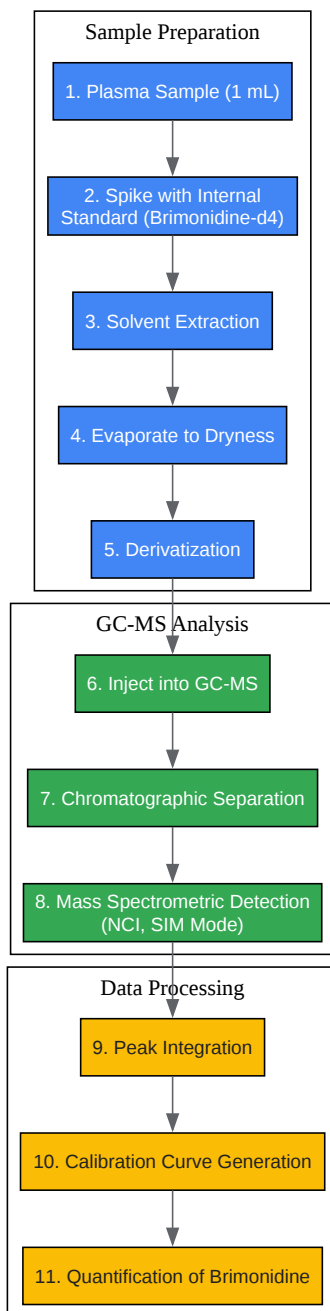 Sample Preparation
1. Plasma Sample (1 mL)
2. Spike with Internal
Standard (Brimonidine-d4)
3. Solvent Extraction
4. Evaporate to Dryness
5. Derivatization
GC-MS Analysis
6. Inject into GC-MS
7. Chromatographic Separation
8. Mass Spectrometric Detection
(NCI, SIM Mode)
Data Processing
9. Peak Integration
10. Calibration Curve Generation
11. Quantification of Brimonidine